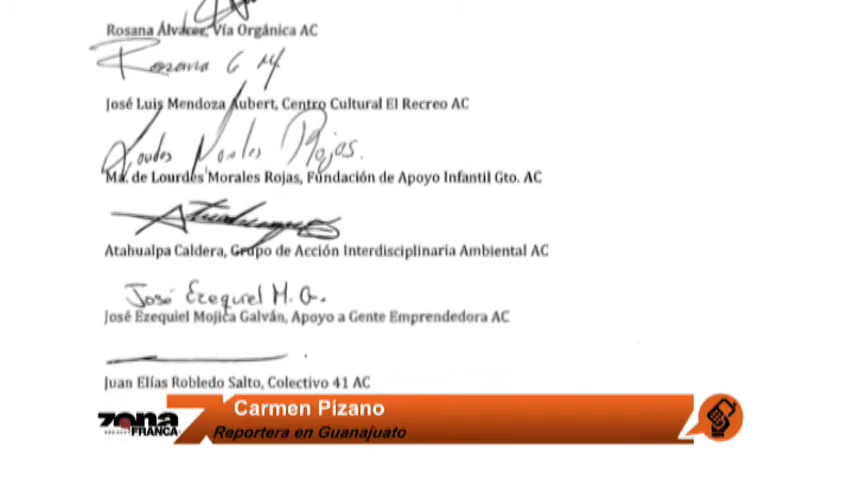 Rosana Álvarez, Vía Orgánica AC
Rosana G M
José Luis Mendoza Aubert, Centro Cultural El Recreo AC
Lourdes Morales Rojas.
Ma. de Lourdes Morales Rojas, Fundación de Apoyo Infantil Gto. AC
Atahualpa Caldera, Grupo de Acción Interdisciplinaria Ambiental AC
José Ezequiel M. G.
José Ezequiel Mojica Galván, Apoyo a Gente Emprendedora AC
Juan Elías Robledo Salto, Colectivo 41 AC
Carmen Pizano
ZONA FRANCA
Reportera en Guanajuato